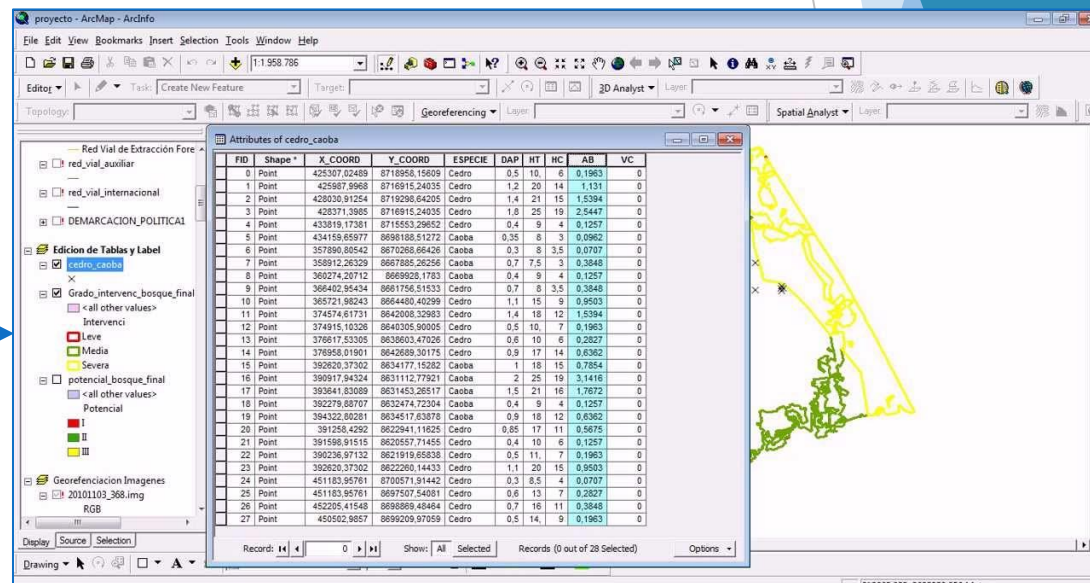 proyecto - ArcMap - ArcInfo
File Edit View Bookmarks Insert Selection Tools Window Help
1:1.958.786
Editor Task: Create New Feature Target: 3D Analyst Layer:
Topology: Georeferencing Layer: Spatial Analyst Layer:
Red Vial de Extracción Fore
red_vial_auxiliar
red_vial_internacional
DEMARCACION_POLITICA1
Edicion de Tablas y Label
cedro_caoba
Grado_intervenc_bosque_final
<all other values>
Intervenci
Leve
Media
Severa
potencial_bosque_final
<all other values>
Potencial
I
II
III
Georefenciacion Imagenes
20101103_368.img
RGB
Display Source Selection
Drawing
Attributes of cedro_caoba
FID Shape * X_COORD Y_COORD ESPECIE DAP HT HC AB VC
0 Point 425307,02489 8718958,15609 Cedro 0,5 10, 6 0,1963 0
1 Point 425987,9968 8716915,24035 Cedro 1,2 20 14 1,131 0
2 Point 428030,91254 8719298,64205 Cedro 1,4 21 15 1,5394 0
3 Point 428371,3985 8716915,24035 Cedro 1,8 25 19 2,5447 0
4 Point 433819,17381 8715553,29652 Cedro 0,4 9 4 0,1257 0
5 Point 434159,65977 8698188,51272 Caoba 0,35 8 3 0,0962 0
6 Point 357890,80542 8670268,66426 Caoba 0,3 8 3,5 0,0707 0
7 Point 358912,26329 8667885,26256 Caoba 0,7 7,5 3 0,3848 0
8 Point 360274,20712 8669928,1783 Caoba 0,4 9 4 0,1257 0
9 Point 366402,95434 8661756,51533 Cedro 0,7 8 3,5 0,3848 0
10 Point 365721,98243 8664480,40299 Cedro 1,1 15 9 0,9503 0
11 Point 374574,61731 8642008,32983 Cedro 1,4 18 12 1,5394 0
12 Point 374915,10326 8640305,90005 Cedro 0,5 10, 7 0,1963 0
13 Point 376617,53305 8638603,47026 Cedro 0,6 10 6 0,2827 0
14 Point 376958,01901 8642689,30175 Cedro 0,9 17 14 0,6362 0
15 Point 392620,37302 8634177,15282 Caoba 1 18 15 0,7854 0
16 Point 390917,94324 8631112,77921 Caoba 2 25 19 3,1416 0
17 Point 393641,83089 8631453,26517 Caoba 1,5 21 16 1,7672 0
18 Point 392279,88707 8632474,72304 Caoba 0,4 9 4 0,1257 0
19 Point 394322,80281 8634517,63878 Caoba 0,9 18 12 0,6362 0
20 Point 391258,4292 8622941,11625 Cedro 0,85 17 11 0,5675 0
21 Point 391598,91515 8620557,71455 Cedro 0,4 10 6 0,1257 0
22 Point 390236,97132 8621919,65838 Cedro 0,5 11, 7 0,1963 0
23 Point 392620,37302 8622260,14433 Cedro 1,1 20 15 0,9503 0
24 Point 451183,95761 8700571,91442 Cedro 0,3 8,5 4 0,0707 0
25 Point 451183,95761 8697507,54081 Cedro 0,6 13 7 0,2827 0
26 Point 452205,41548 8698869,48464 Cedro 0,7 16 11 0,3848 0
27 Point 450502,9857 8699209,97059 Cedro 0,5 14, 9 0,1963 0
Record: 0 Show: All Selected Records (0 out of 28 Selected) Options